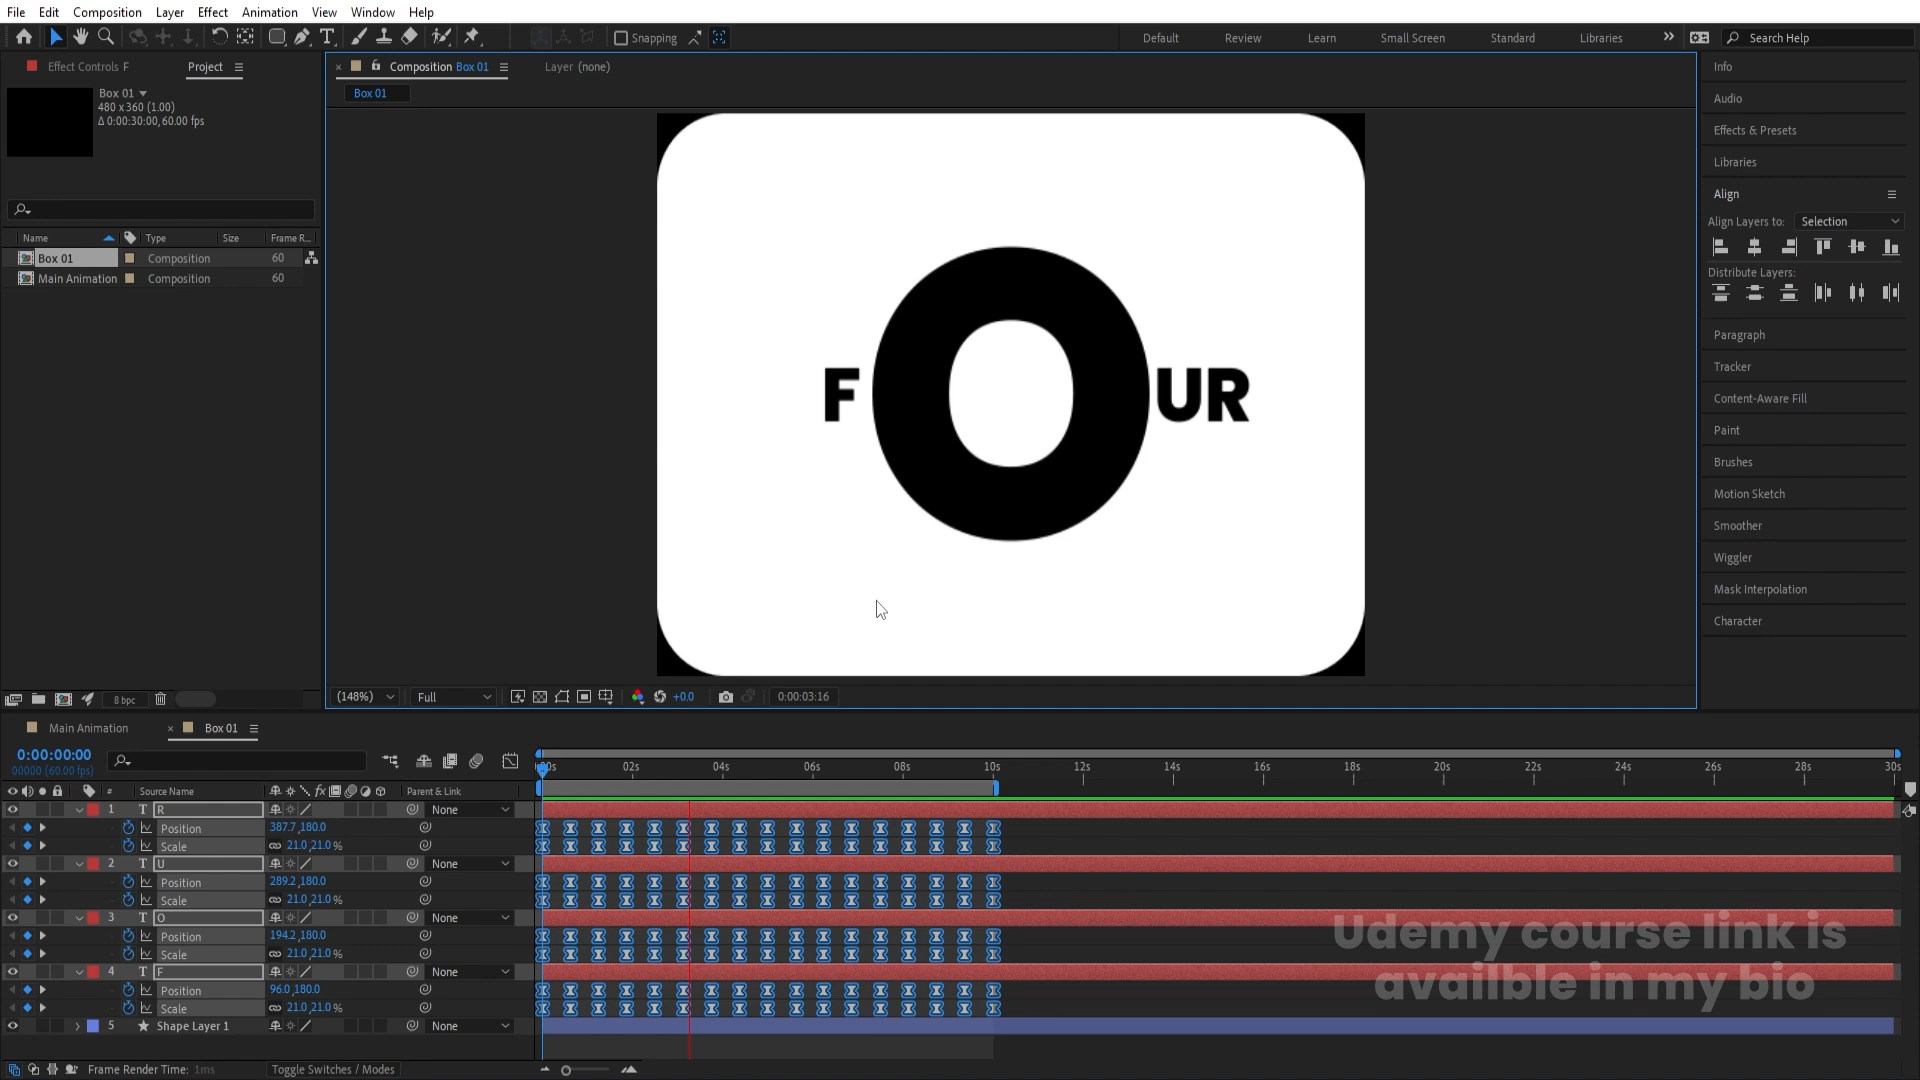 File Edit Composition Layer Effect Animation View Window Help
Snapping
Default Review Learn Small Screen Standard Libraries
Search Help
Effect Controls F
Project
Box 01
480 x 360 (1.00)
Δ 0:00:30:00, 60.00 fps
Name Type Size Frame R...
Box 01 Composition 60
Main Animation Composition 60
8 bpc
Composition Box 01
Layer (none)
Box 01
FOUR
(148%) Full +0.0 0:00:03:16
Info
Audio
Effects & Presets
Libraries
Align
Align Layers to: Selection
Distribute Layers:
Paragraph
Tracker
Content-Aware Fill
Paint
Brushes
Motion Sketch
Smoother
Wiggler
Mask Interpolation
Character
Main Animation
Box 01
0:00:00:00
00000 (60.00 fps)
02s 04s 06s 08s 10s 12s 14s 16s 18s 20s 22s 24s 26s 28s 30s
# Source Name fx Parent & Link
1 T R None
Position 387.7,180.0
Scale 21.0,21.0%
2 T U None
Position 289.2,180.0
Scale 21.0,21.0%
3 T O None
Position 194.2,180.0
Scale 21.0,21.0%
4 T F None
Position 96.0,180.0
Scale 21.0,21.0%
5 Shape Layer 1 None
Frame Render Time: 1ms
Toggle Switches / Modes
Udemy course link is
availble in my bio